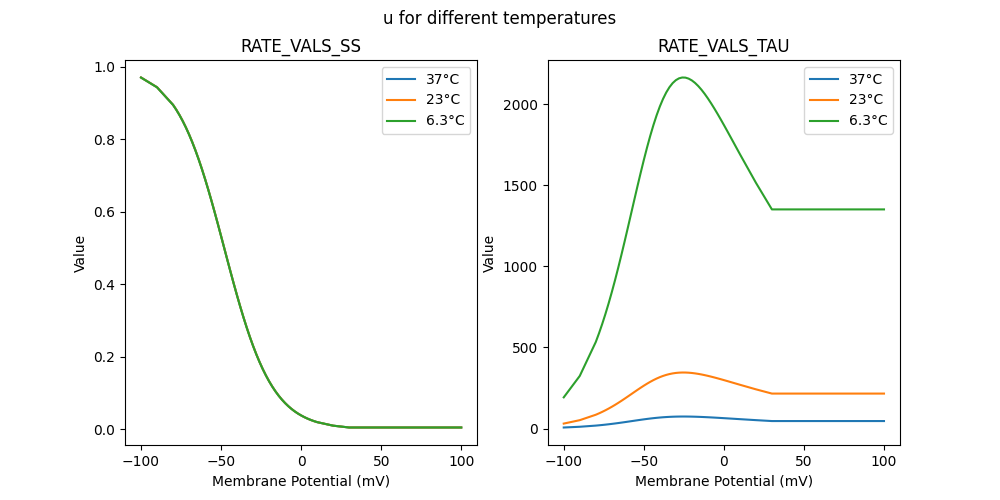 u for different temperatures
RATE_VALS_SS
1.0
0.8
0.6
0.4
0.2
0.0
Value
−100
−50
0
50
100
Membrane Potential (mV)
37°C
23°C
6.3°C
RATE_VALS_TAU
2000
1500
1000
500
0
Value
−100
−50
0
50
100
Membrane Potential (mV)
37°C
23°C
6.3°C